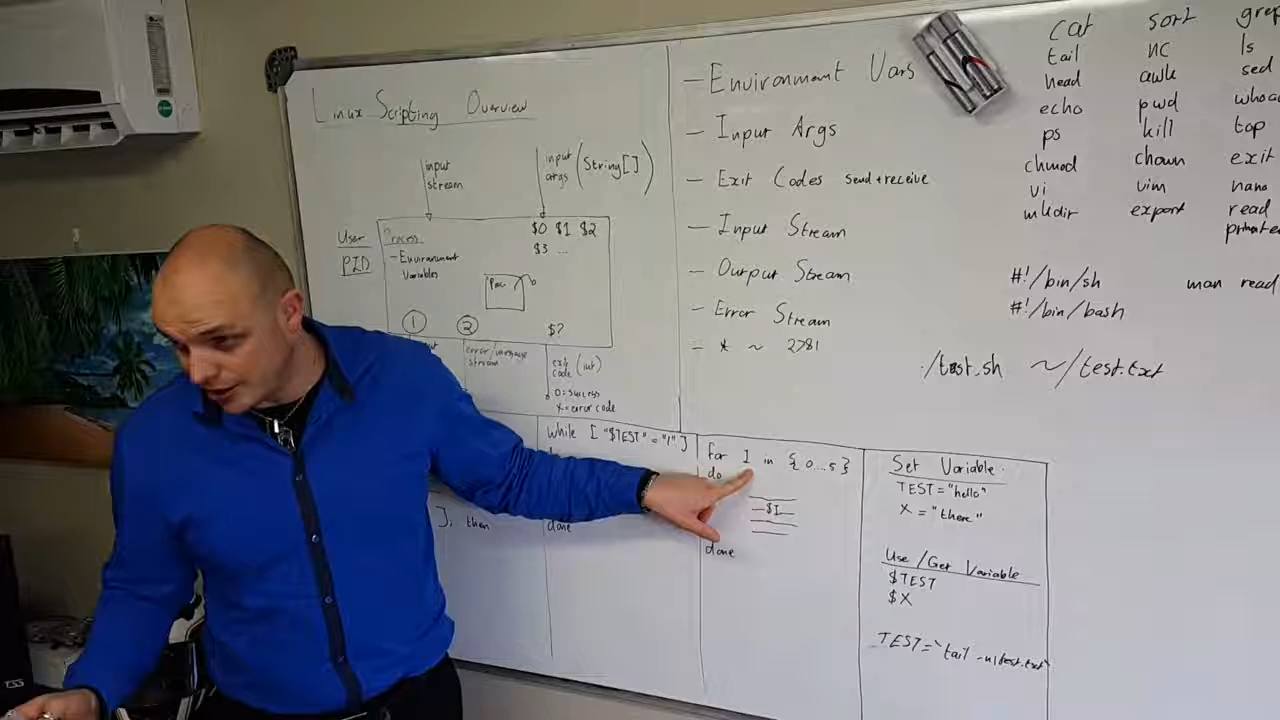 Linux Scripting Overview
input
stream
input
args (String[])
User
PID
Process
- Environment
Variables
$0 $1 $2
$3 ...
1
2
$?
error/message
stream
exit
code (int)
0=success
X=error code
- Environment Vars
- Input Args
- Exit Codes send+receive
- Input Stream
- Output Stream
- Error Stream
- * ~ 2>&1
cat sort grep
tail nc ls
head awk sed
echo pwd
ps kill top
chmod chown exit
vi vim nano
mkdir export read
#!/bin/sh man read
#!/bin/bash
./test.sh ~/test.txt
], then
while ["$TEST" = "1"]
done
for I in {0...5}
do
$I
done
Set Variable
TEST="hello"
X="there"
Use/Get Variable
$TEST
$X
TEST=`tail -n1 test.txt`